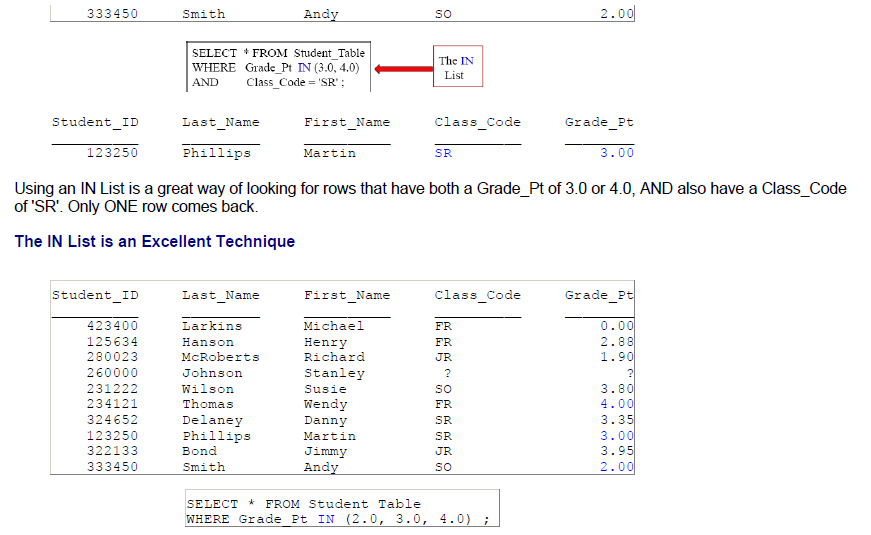 333450 Smith Andy SO 2.00
SELECT * FROM Student_Table
WHERE Grade_Pt IN (3.0, 4.0)
AND Class_Code = 'SR' ;
The IN
List
Student_ID Last_Name First_Name Class_Code Grade_Pt
123250 Phillips Martin SR 3.00
Using an IN List is a great way of looking for rows that have both a Grade_Pt of 3.0 or 4.0, AND also have a Class_Code
of 'SR'. Only ONE row comes back.
The IN List is an Excellent Technique
Student_ID Last_Name First_Name Class_Code Grade_Pt
423400 Larkins Michael FR 0.00
125634 Hanson Henry FR 2.88
280023 McRoberts Richard JR 1.90
260000 Johnson Stanley ? ?
231222 Wilson Susie SO 3.80
234121 Thomas Wendy FR 4.00
324652 Delaney Danny SR 3.35
123250 Phillips Martin SR 3.00
322133 Bond Jimmy JR 3.95
333450 Smith Andy SO 2.00
SELECT * FROM Student Table
WHERE Grade_Pt IN (2.0, 3.0, 4.0) ;